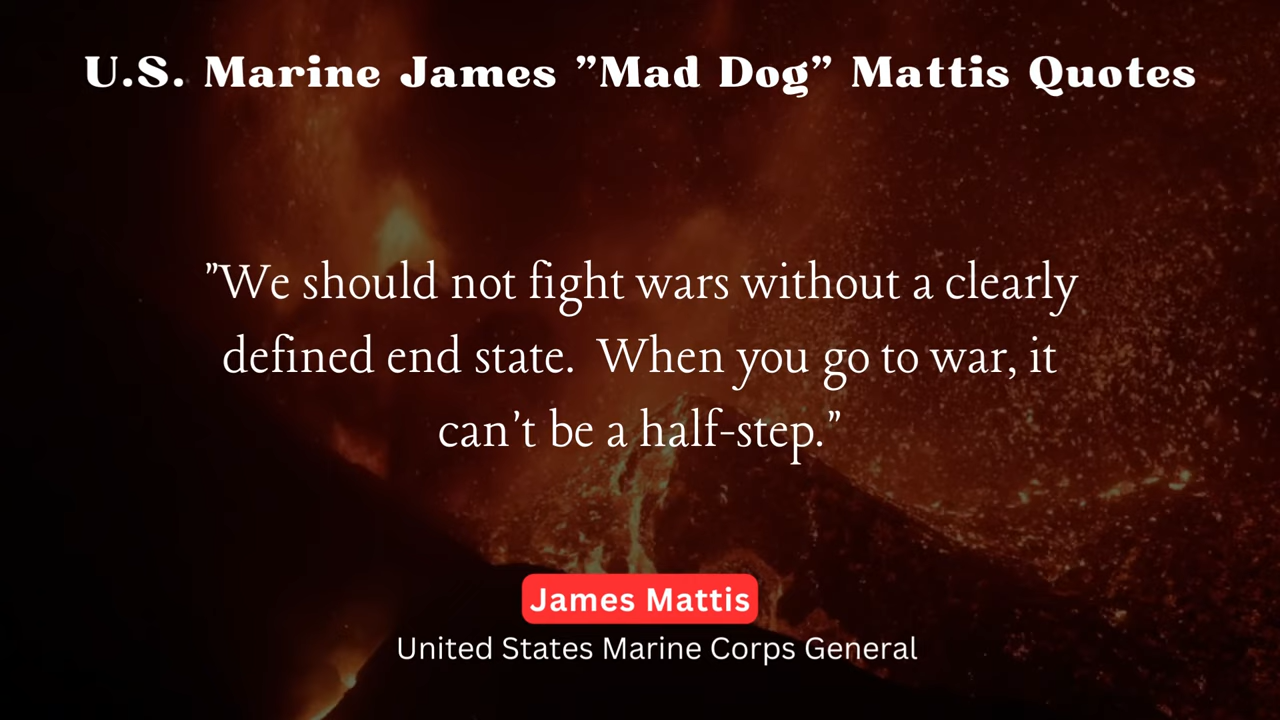 U.S. Marine James ”Mad Dog” Mattis Quotes
"We should not fight wars without a clearly
defined end state.  When you go to war, it
can't be a half-step.”
James Mattis
United States Marine Corps General